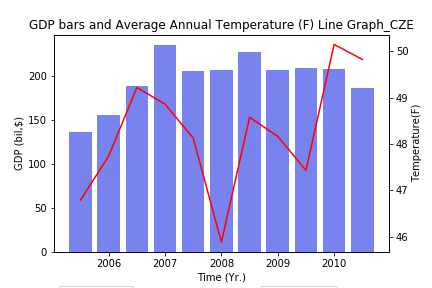 GDP bars and Average Annual Temperature (F) Line Graph_CZE
GDP (bil,$)
200
150
100
50
0
50
49
48
47
46
Temperature(F)
2006 2007 2008 2009 2010
Time (Yr.)